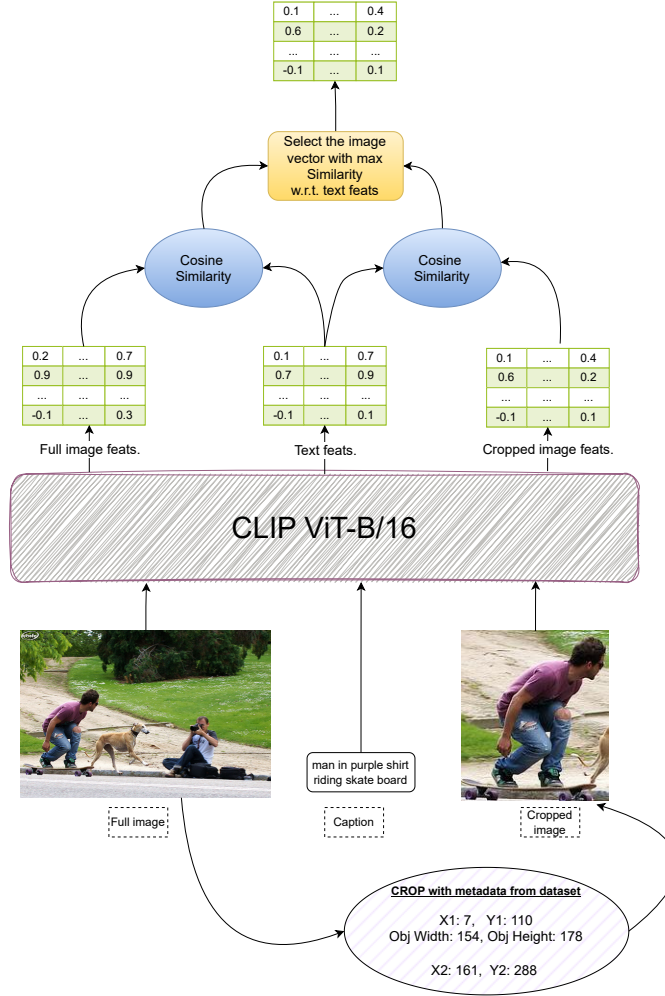 0.1 ... 0.4
0.6 ... 0.2
... ... ...
-0.1 ... 0.1
Select the image
vector with max
Similarity
w.r.t. text feats
Cosine
Similarity
Cosine
Similarity
0.2 ... 0.7
0.9 ... 0.9
... ... ...
-0.1 ... 0.3
0.1 ... 0.7
0.7 ... 0.9
... ... ...
-0.1 ... 0.1
0.1 ... 0.4
0.6 ... 0.2
... ... ...
-0.1 ... 0.1
Full image feats.
Text feats.
Cropped image feats.
CLIP ViT-B/16
man in purple shirt
riding skate board
Full image
Caption
Cropped
image
CROP with metadata from dataset
X1: 7, Y1: 110
Obj Width: 154, Obj Height: 178
X2: 161, Y2: 288